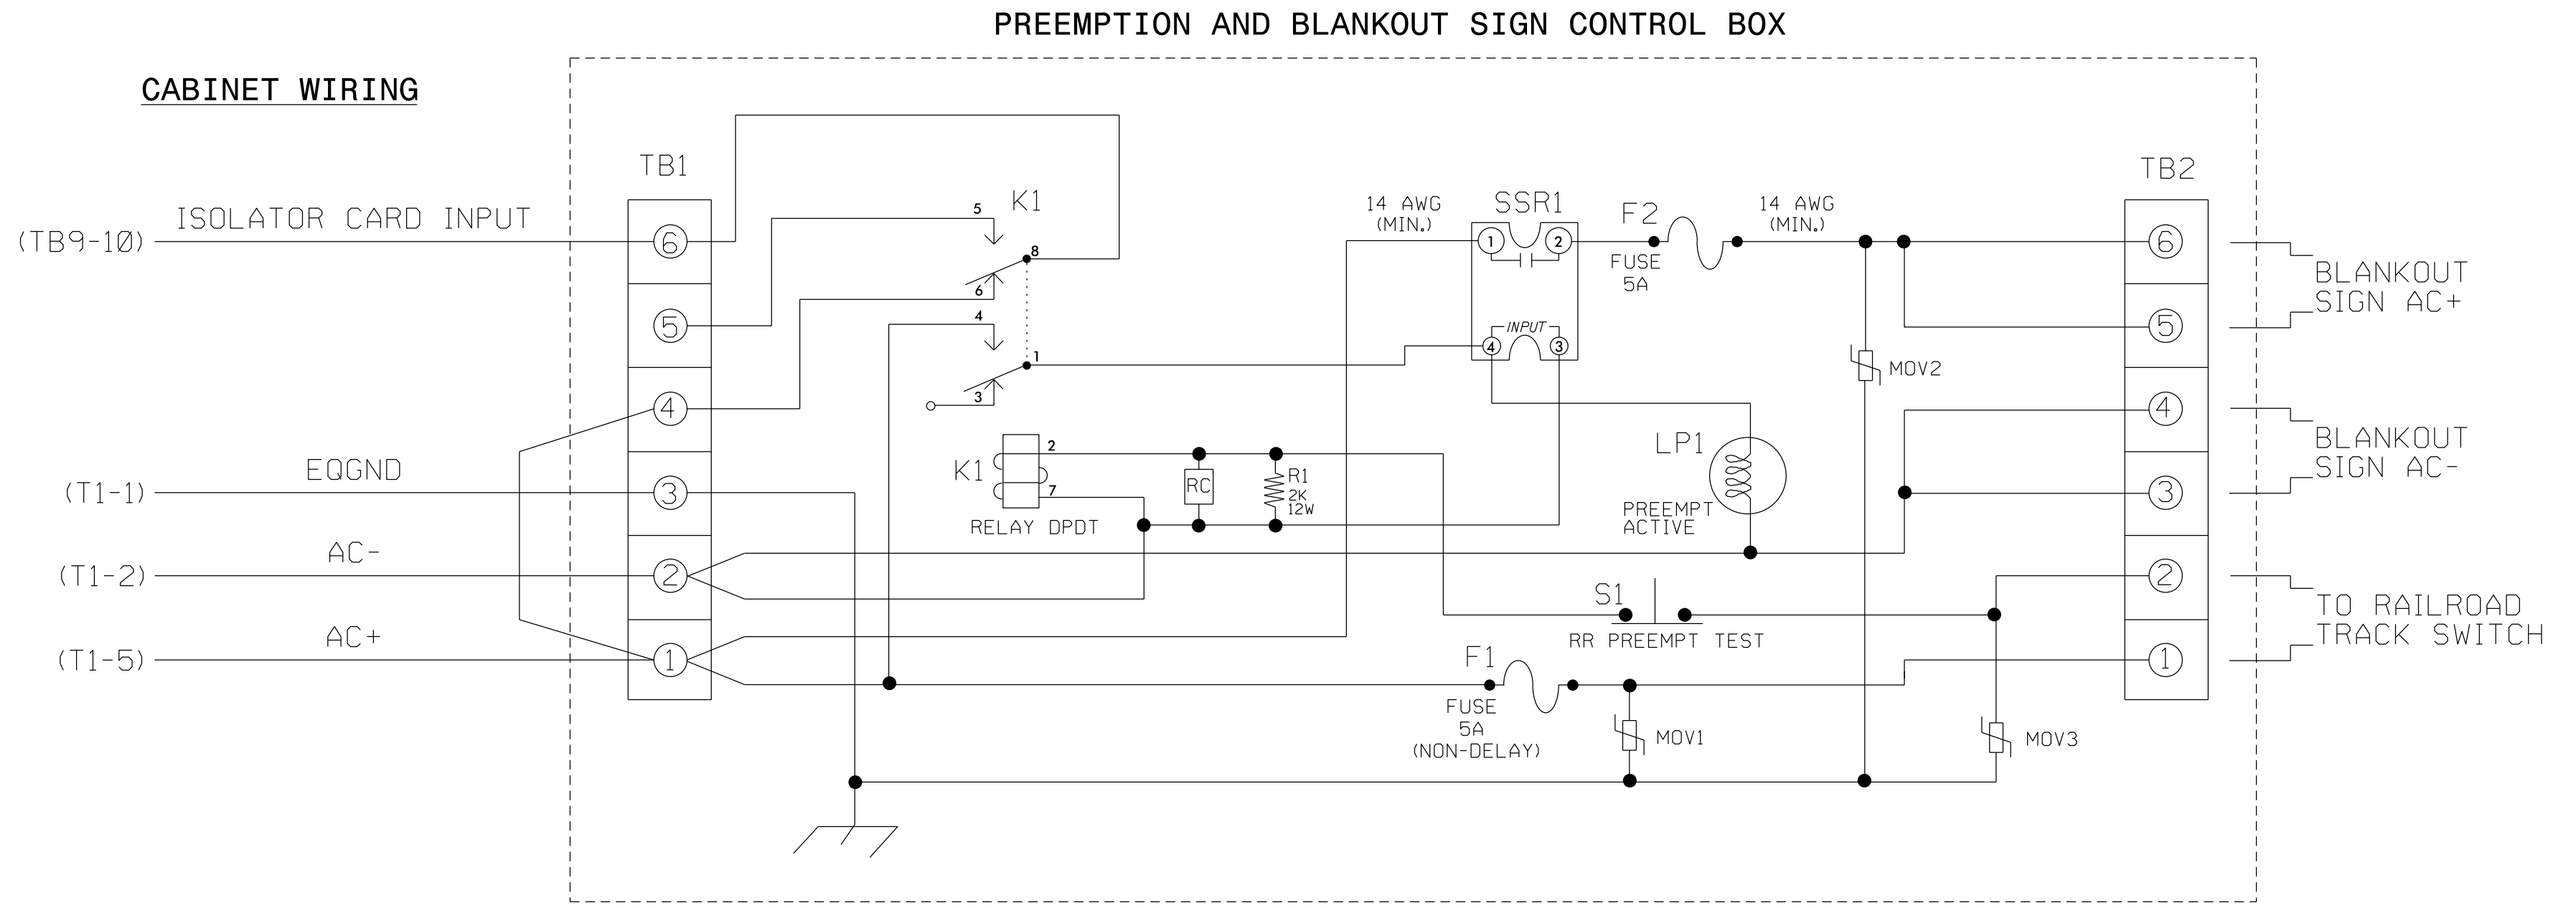 PREEMPTION AND BLANKOUT SIGN CONTROL BOX
CABINET WIRING
TB1
TB2
(TB9-10) ISOLATOR CARD INPUT
(T1-1) EQGND
(T1-2) AC-
(T1-5) AC+
6
5
4
3
2
1
K1
5
8
6
4
1
3
K1
2
7
RELAY DPDT
RC
R1
2K
12W
14 AWG
(MIN.)
SSR1
1
2
INPUT
4
3
F2
FUSE
5A
14 AWG
(MIN.)
MOV2
LP1
PREEMPT
ACTIVE
S1
RR PREEMPT TEST
F1
FUSE
5A
(NON-DELAY)
MOV1
MOV3
6
5
4
3
2
1
BLANKOUT
SIGN AC+
BLANKOUT
SIGN AC-
TO RAILROAD
TRACK SWITCH